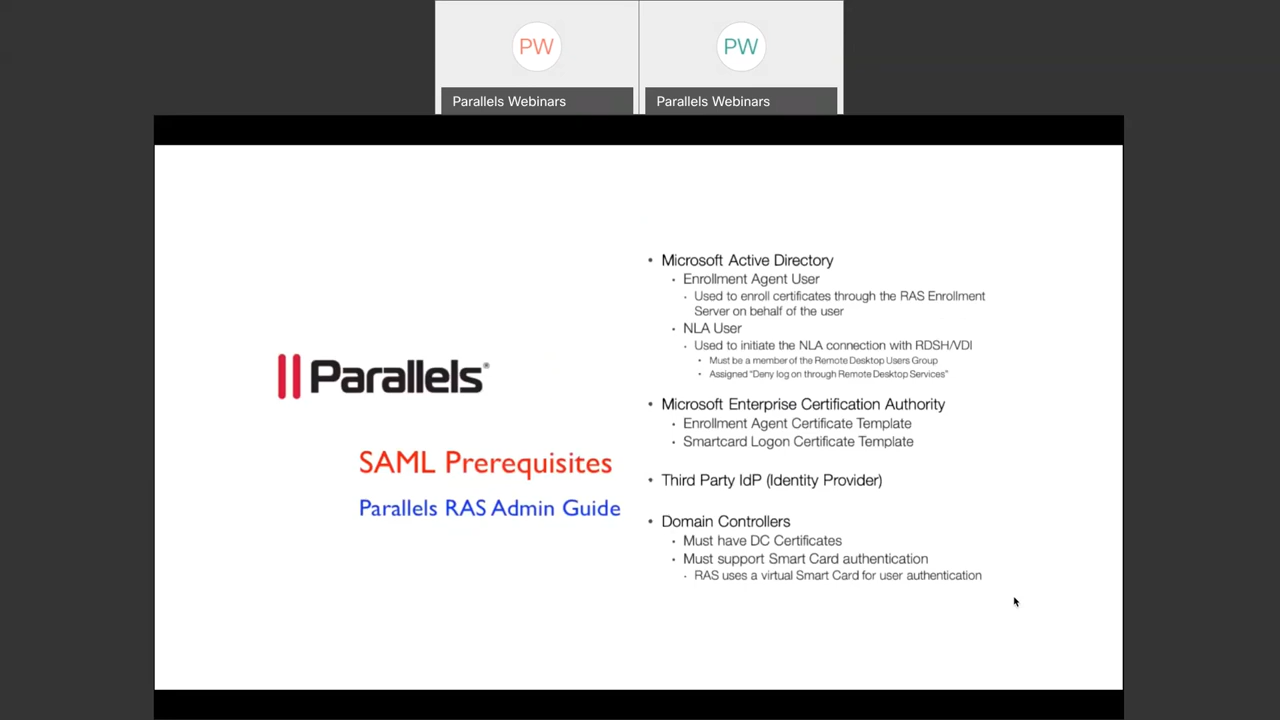 PW
PW
Parallels Webinars
Parallels Webinars
Parallels®
SAML Prerequisites
Parallels RAS Admin Guide
• Microsoft Active Directory
• Enrollment Agent User
• Used to enroll certificates through the RAS Enrollment
Server on behalf of the user
• NLA User
• Used to initiate the NLA connection with RDSH/VDI
• Must be a member of the Remote Desktop Users Group
• Assigned “Deny log on through Remote Desktop Services”
• Microsoft Enterprise Certification Authority
• Enrollment Agent Certificate Template
• Smartcard Logon Certificate Template
• Third Party IdP (Identity Provider)
• Domain Controllers
• Must have DC Certificates
• Must support Smart Card authentication
• RAS uses a virtual Smart Card for user authentication